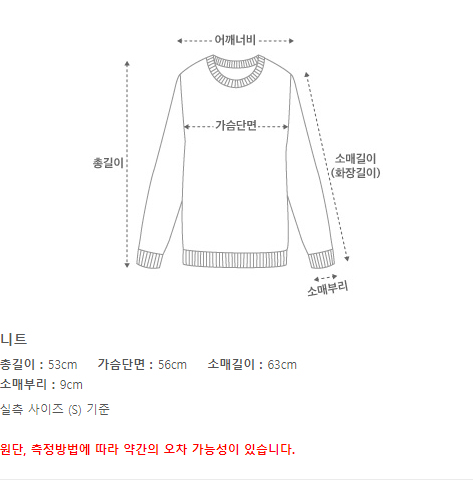 어깨너비
가슴단면
총길이
소매길이
(화장길이)
소매부리
니트
총길이 : 53cm 가슴단면 : 56cm 소매길이 : 63cm
소매부리 : 9cm
실측 사이즈 (S) 기준
원단, 측정방법에 따라 약간의 오차 가능성이 있습니다.